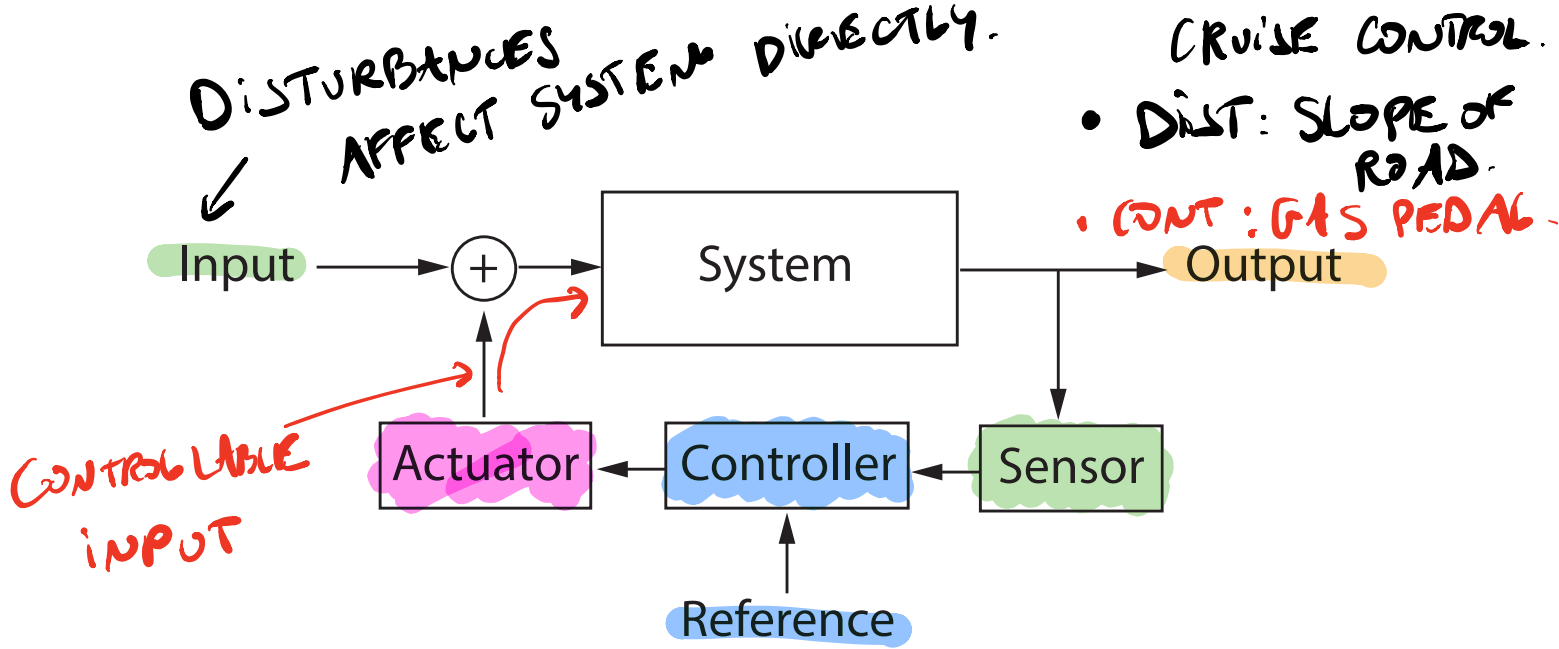 DISTURBANCES
AFFECT SYSTEM DIRECTLY.
CRUISE CONTROL.
• DIST: SLOPE OF
ROAD.
• CONT: GAS PEDAL.
Input
+
System
Output
Actuator
Controller
Sensor
CONTROLLABLE
INPUT
Reference